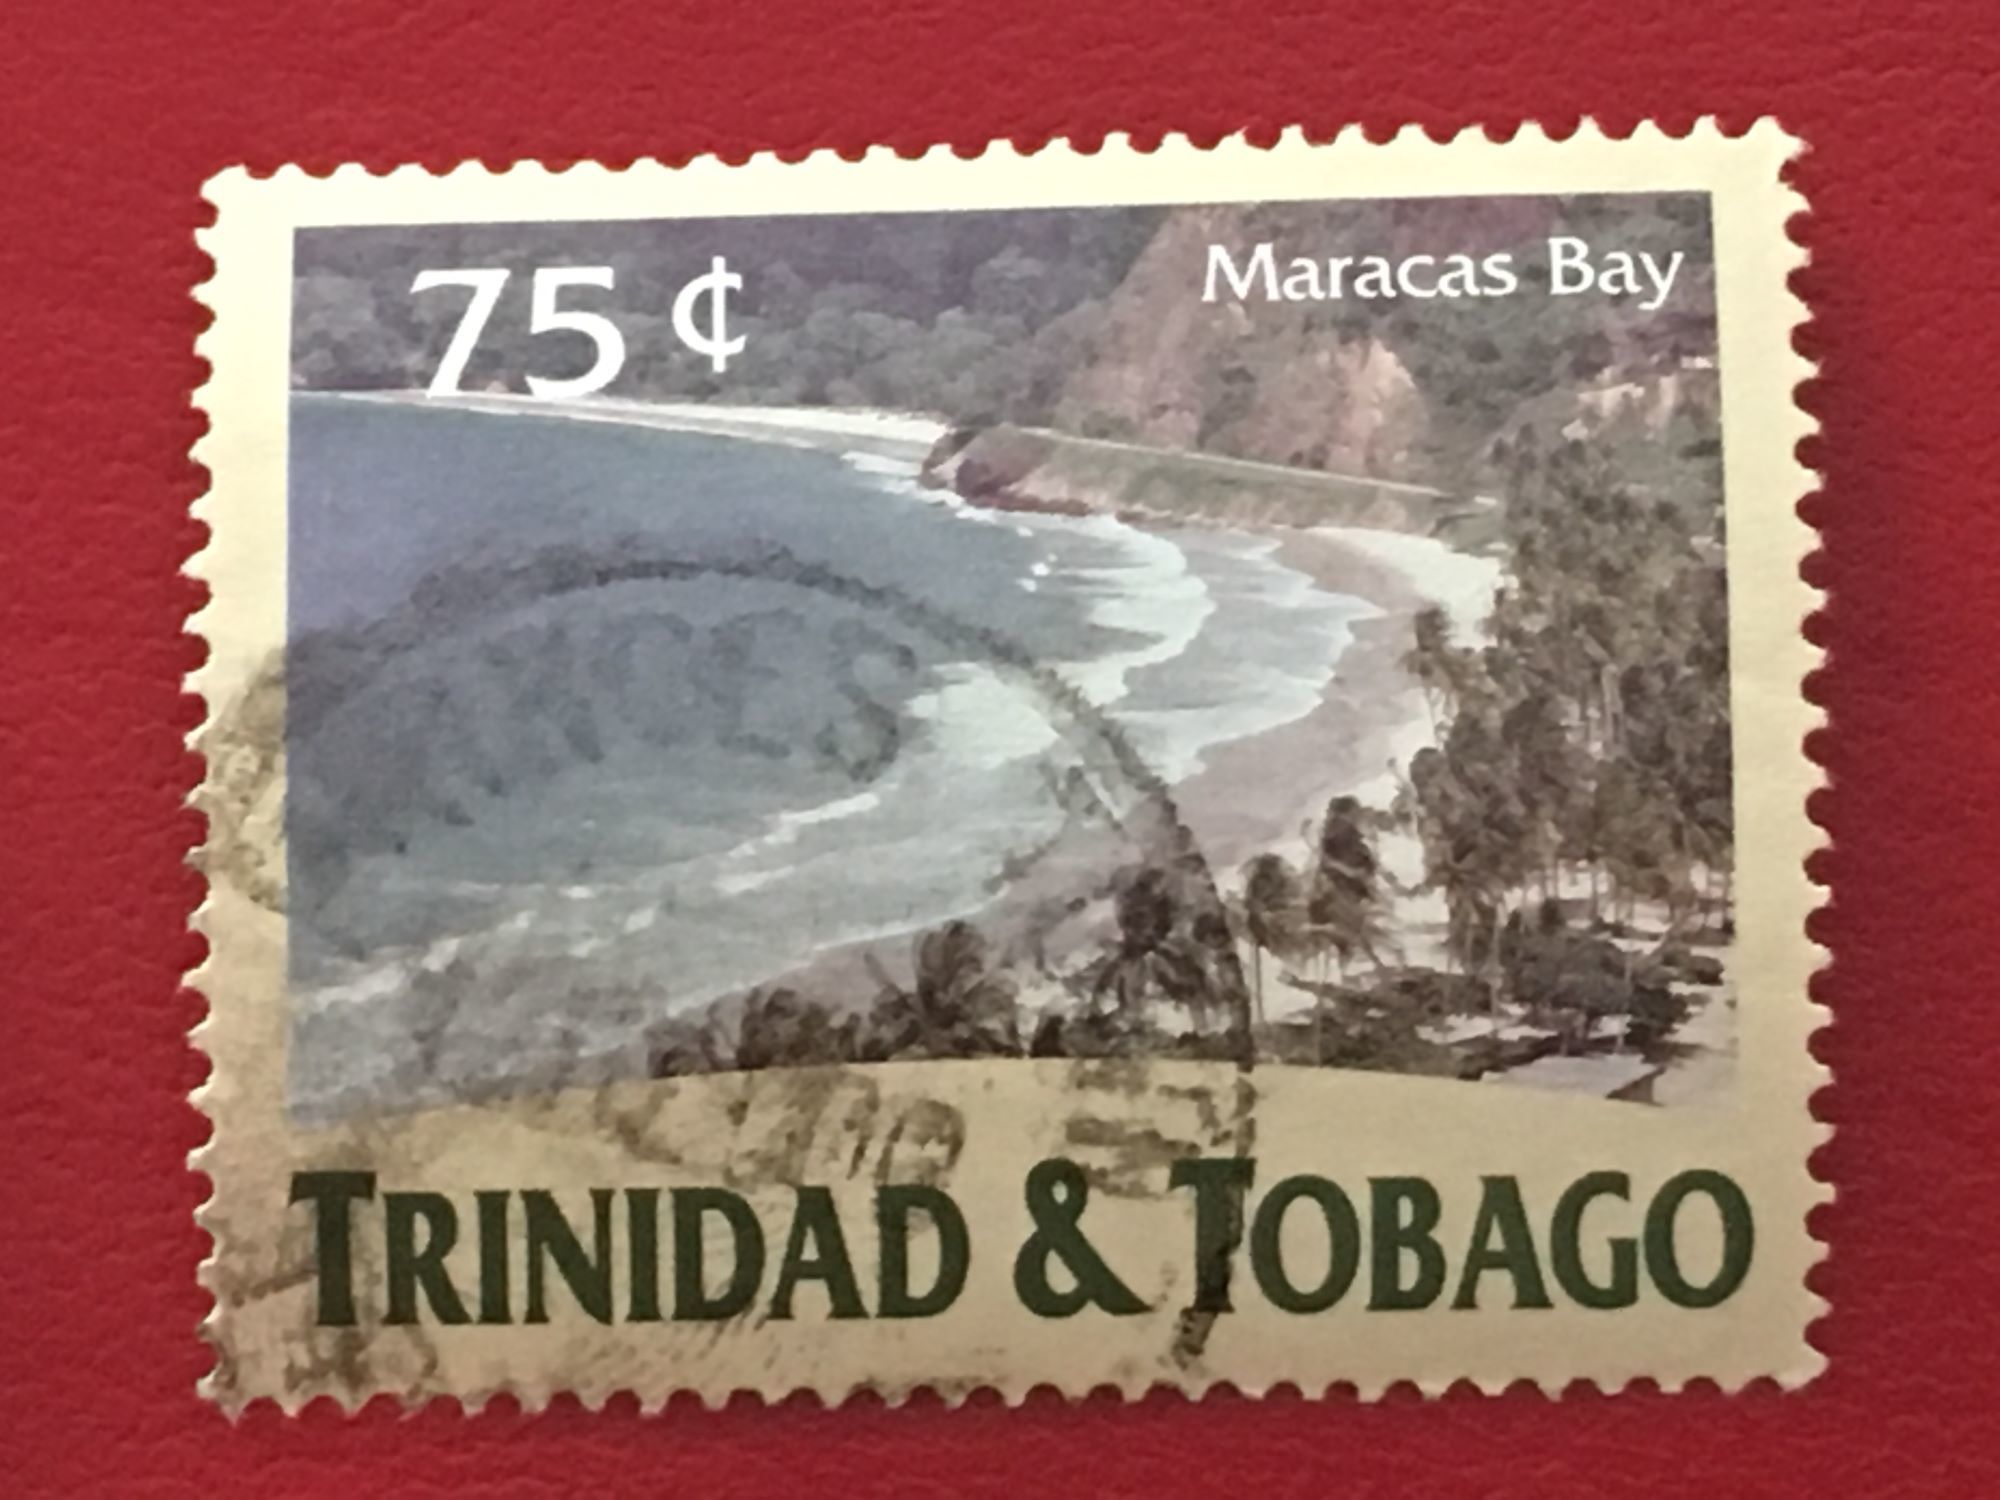 75¢
Maracas Bay
TRINIDAD & TOBAGO